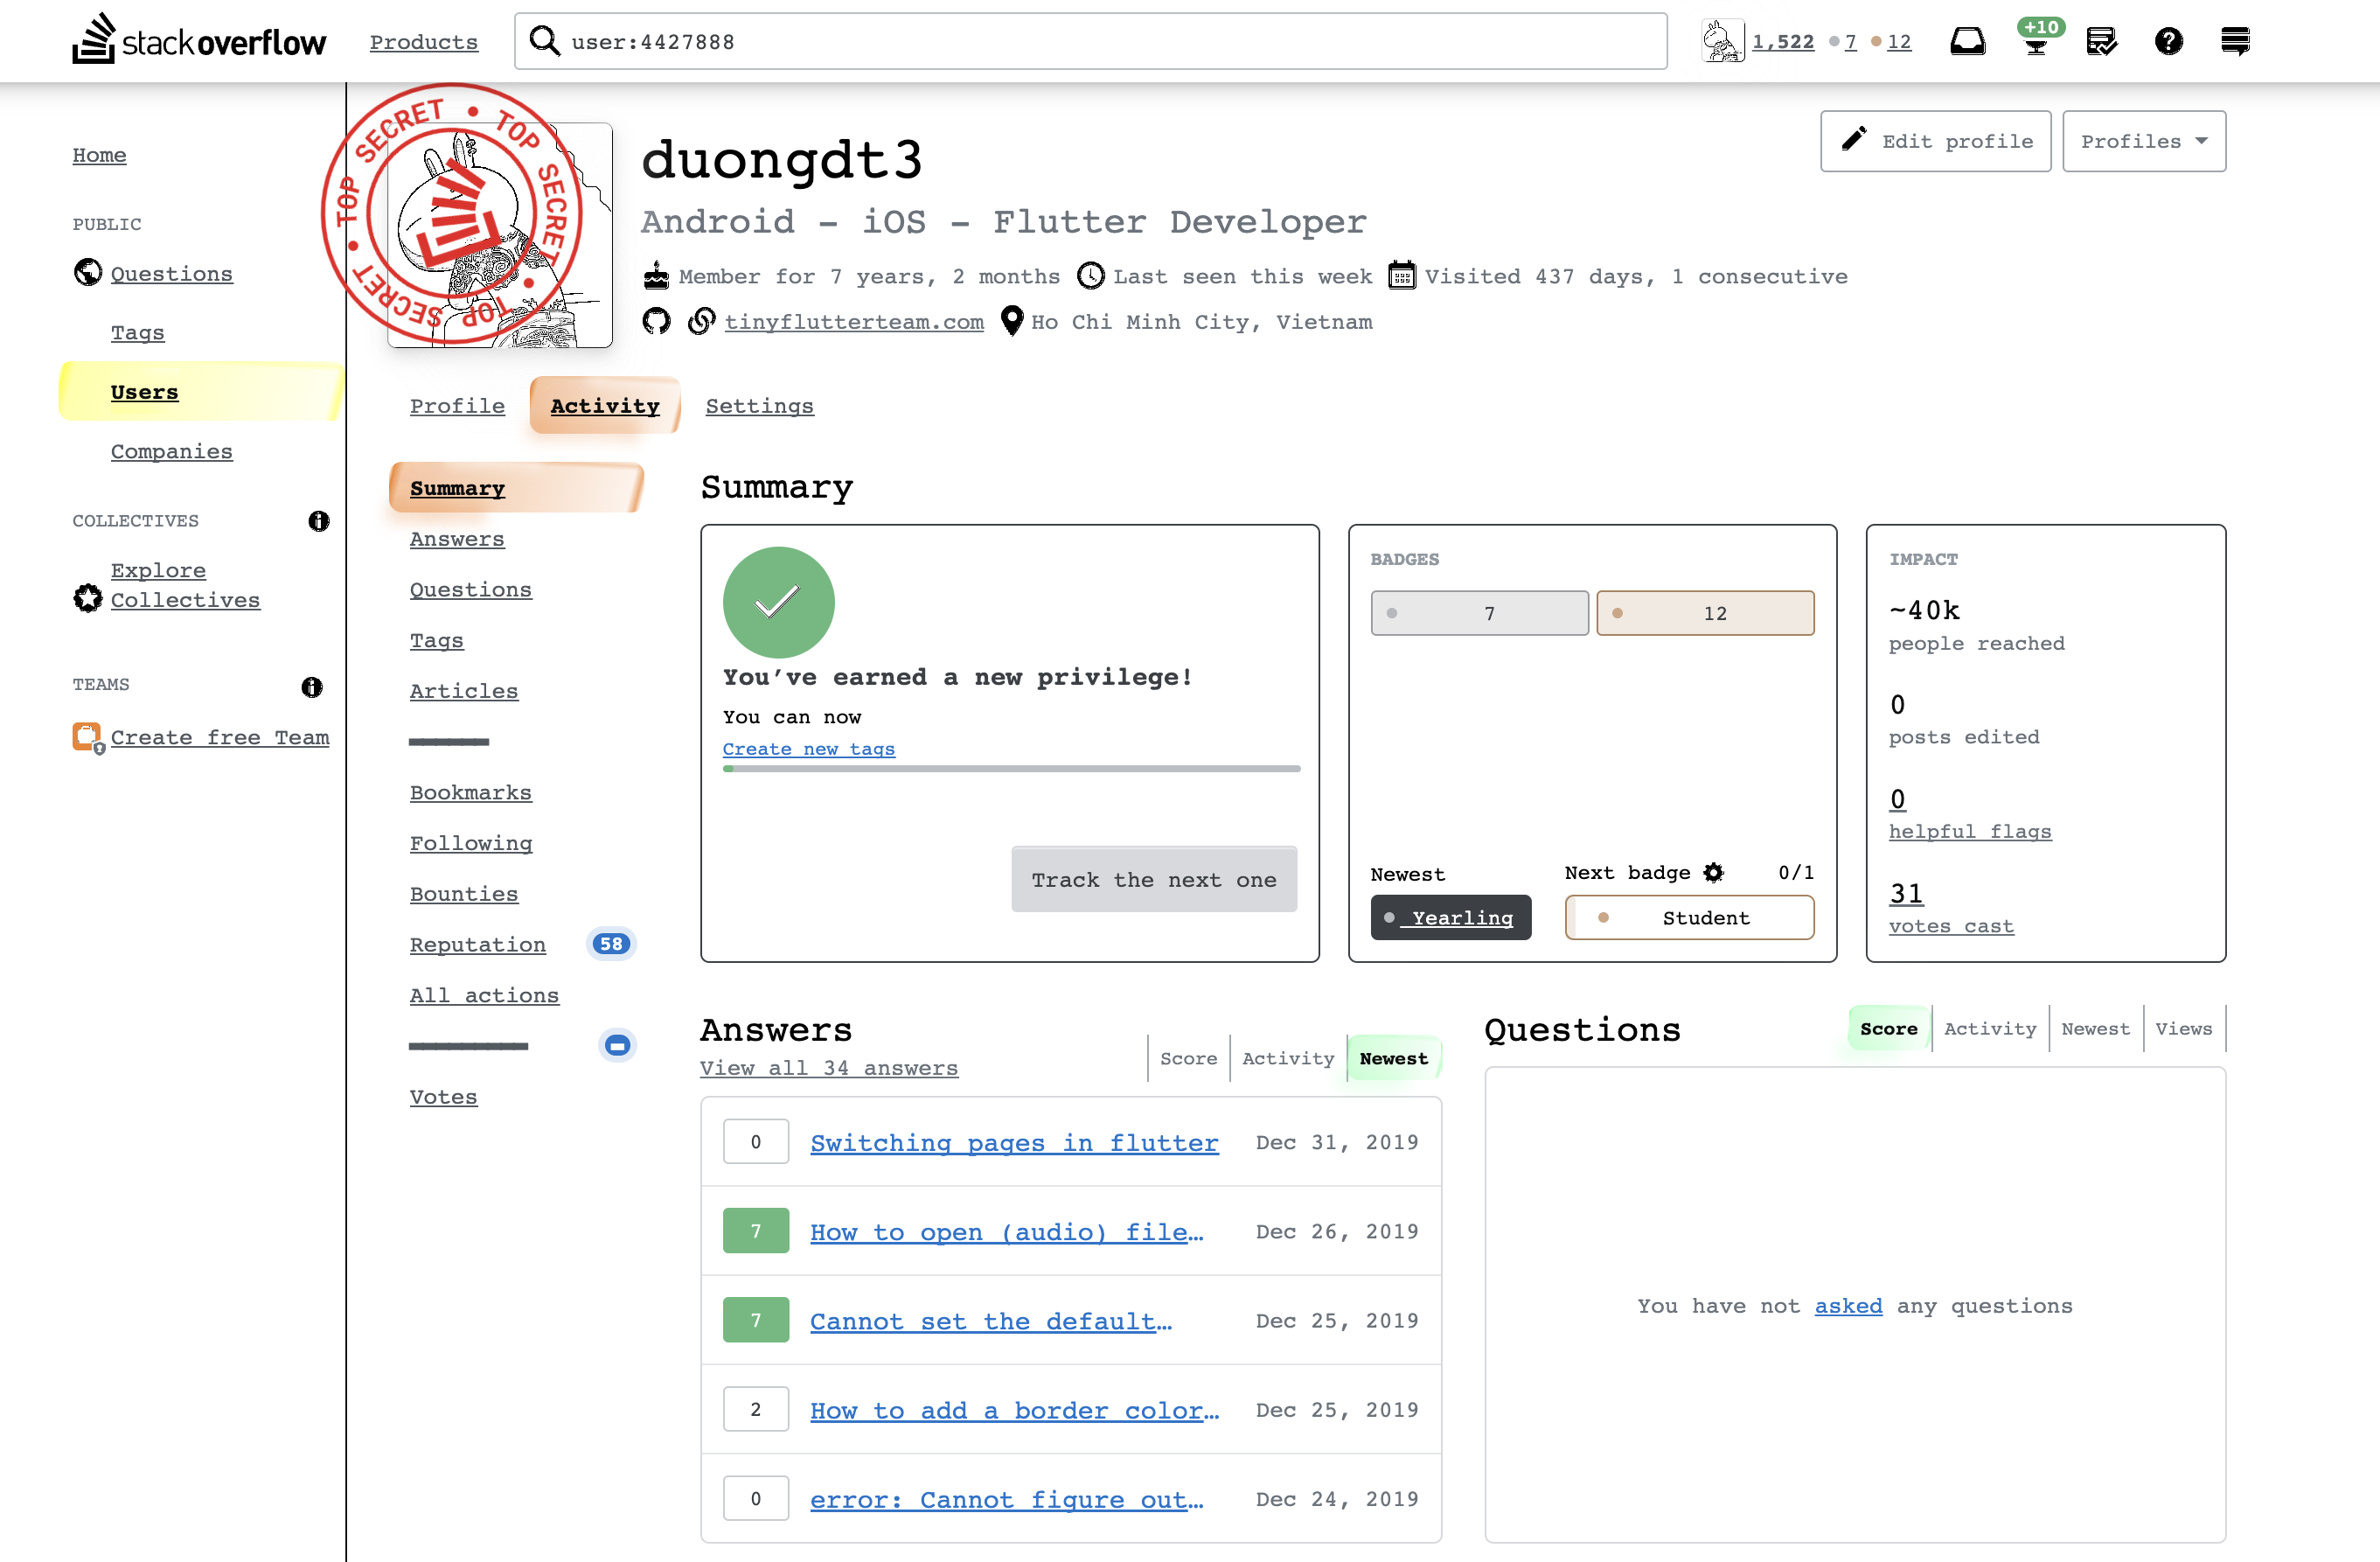 stackoverflow
Products
user:4427888
1,522
7
12
+10
TOP SECRET • TOP SECRET • TOP SECRET • TOP SECRET •
Home
PUBLIC
Questions
Tags
Users
Companies
COLLECTIVES
Explore
Collectives
TEAMS
Create free Team
duongdt3
Android – iOS – Flutter Developer
Member for 7 years, 2 months
Last seen this week
Visited 437 days, 1 consecutive
tinyflutterteam.com
Ho Chi Minh City, Vietnam
Edit profile
Profiles
Profile
Activity
Settings
Summary
Answers
Questions
Tags
Articles
Bookmarks
Following
Bounties
Reputation
58
All actions
Votes
Summary
You’ve earned a new privilege!
You can now
Create new tags
Track the next one
BADGES
7
12
Newest
Yearling
Next badge
0/1
Student
IMPACT
~40k
people reached
0
posts edited
0
helpful flags
31
votes cast
Answers
View all 34 answers
Score
Activity
Newest
0 Switching pages in flutter Dec 31, 2019
7 How to open (audio) file… Dec 26, 2019
7 Cannot set the default… Dec 25, 2019
2 How to add a border color… Dec 25, 2019
0 error: Cannot figure out… Dec 24, 2019
Questions
Score
Activity
Newest
Views
You have not asked any questions